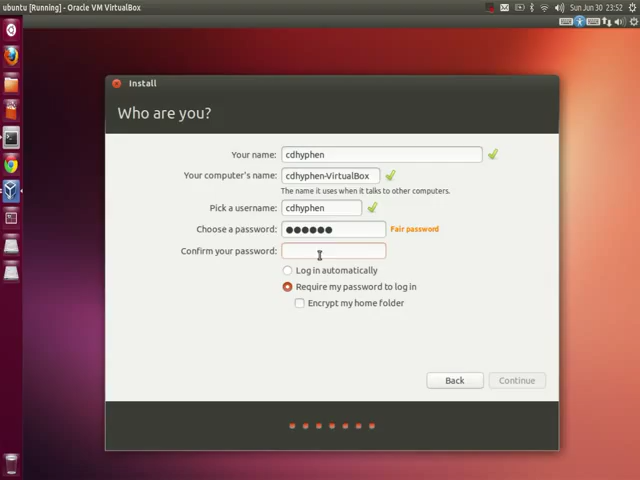 ubuntu [Running] - Oracle VM VirtualBox
Sun Jun 30 23:52
Install
Who are you?
Your name: cdhyphen
Your computer's name: cdhyphen-VirtualBox
The name it uses when it talks to other computers.
Pick a username: cdhyphen
Choose a password: ●●●●●● Fair password
Confirm your password:
Log in automatically
Require my password to log in
Encrypt my home folder
Back Continue